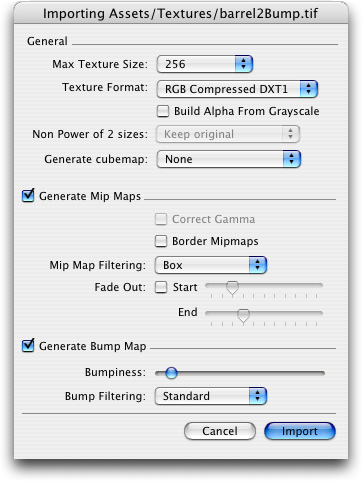 Importing Assets/Textures/barrel2Bump.tif
General
Max Texture Size: 256
Texture Format: RGB Compressed DXT1
Build Alpha From Grayscale
Non Power of 2 sizes: Keep original
Generate cubemap: None
Generate Mip Maps
Correct Gamma
Border Mipmaps
Mip Map Filtering: Box
Fade Out: Start
End
Generate Bump Map
Bumpiness:
Bump Filtering: Standard
Cancel Import